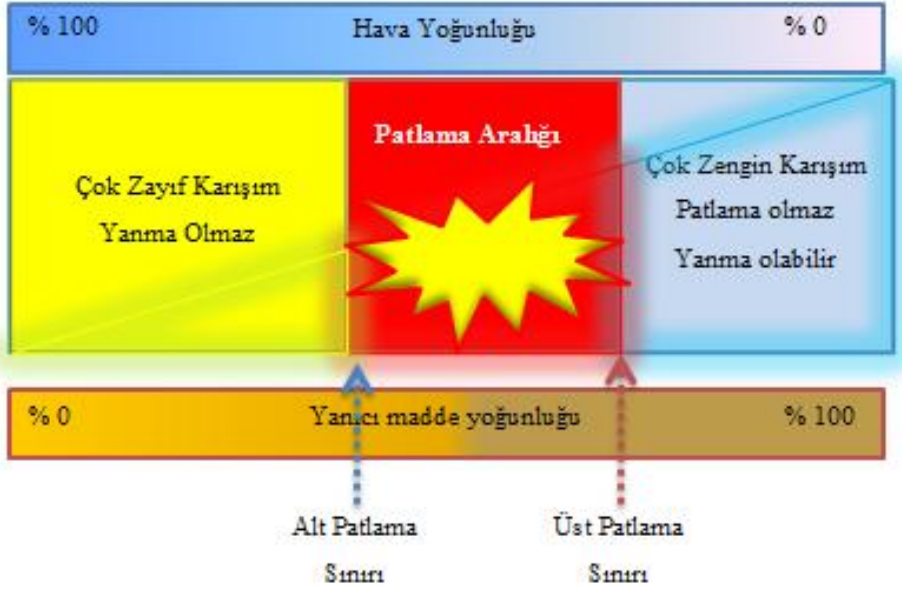 % 100 Hava Yoğunluğu % 0
Patlama Aralığı
Çok Zayıf Karışım
Yanma Olmaz
Çok Zengin Karışım
Patlama olmaz
Yanma olabilir
% 0 Yanıcı madde yoğunluğu % 100
Alt Patlama
Sınırı
Üst Patlama
Sınırı